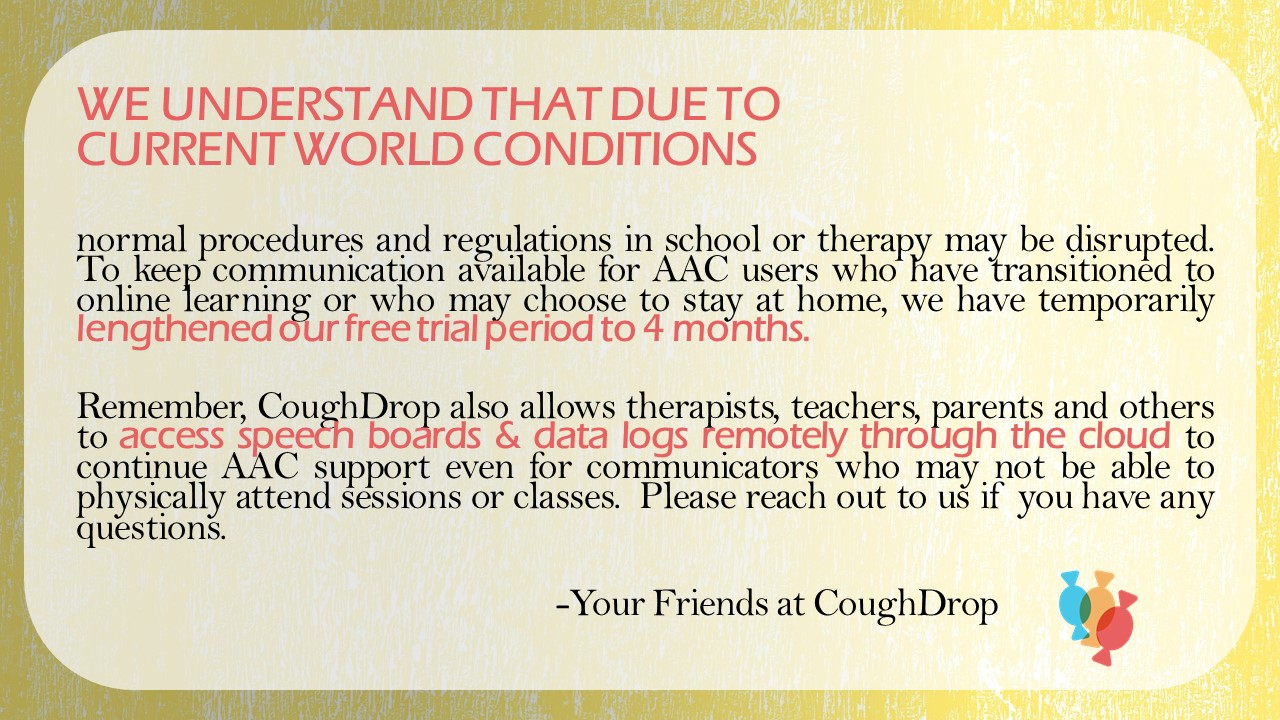 WE UNDERSTAND THAT DUE TO
CURRENT WORLD CONDITIONS
normal procedures and regulations in school or therapy may be disrupted.
To keep communication available for AAC users who have transitioned to
online learning or who may choose to stay at home, we have temporarily
lengthened our free trial period to 4 months.
Remember, CoughDrop also allows therapists, teachers, parents and others
to access speech boards & data logs remotely through the cloud to
continue AAC support even for communicators who may not be able to
physically attend sessions or classes.  Please reach out to us if you have any
questions.
–Your Friends at CoughDrop